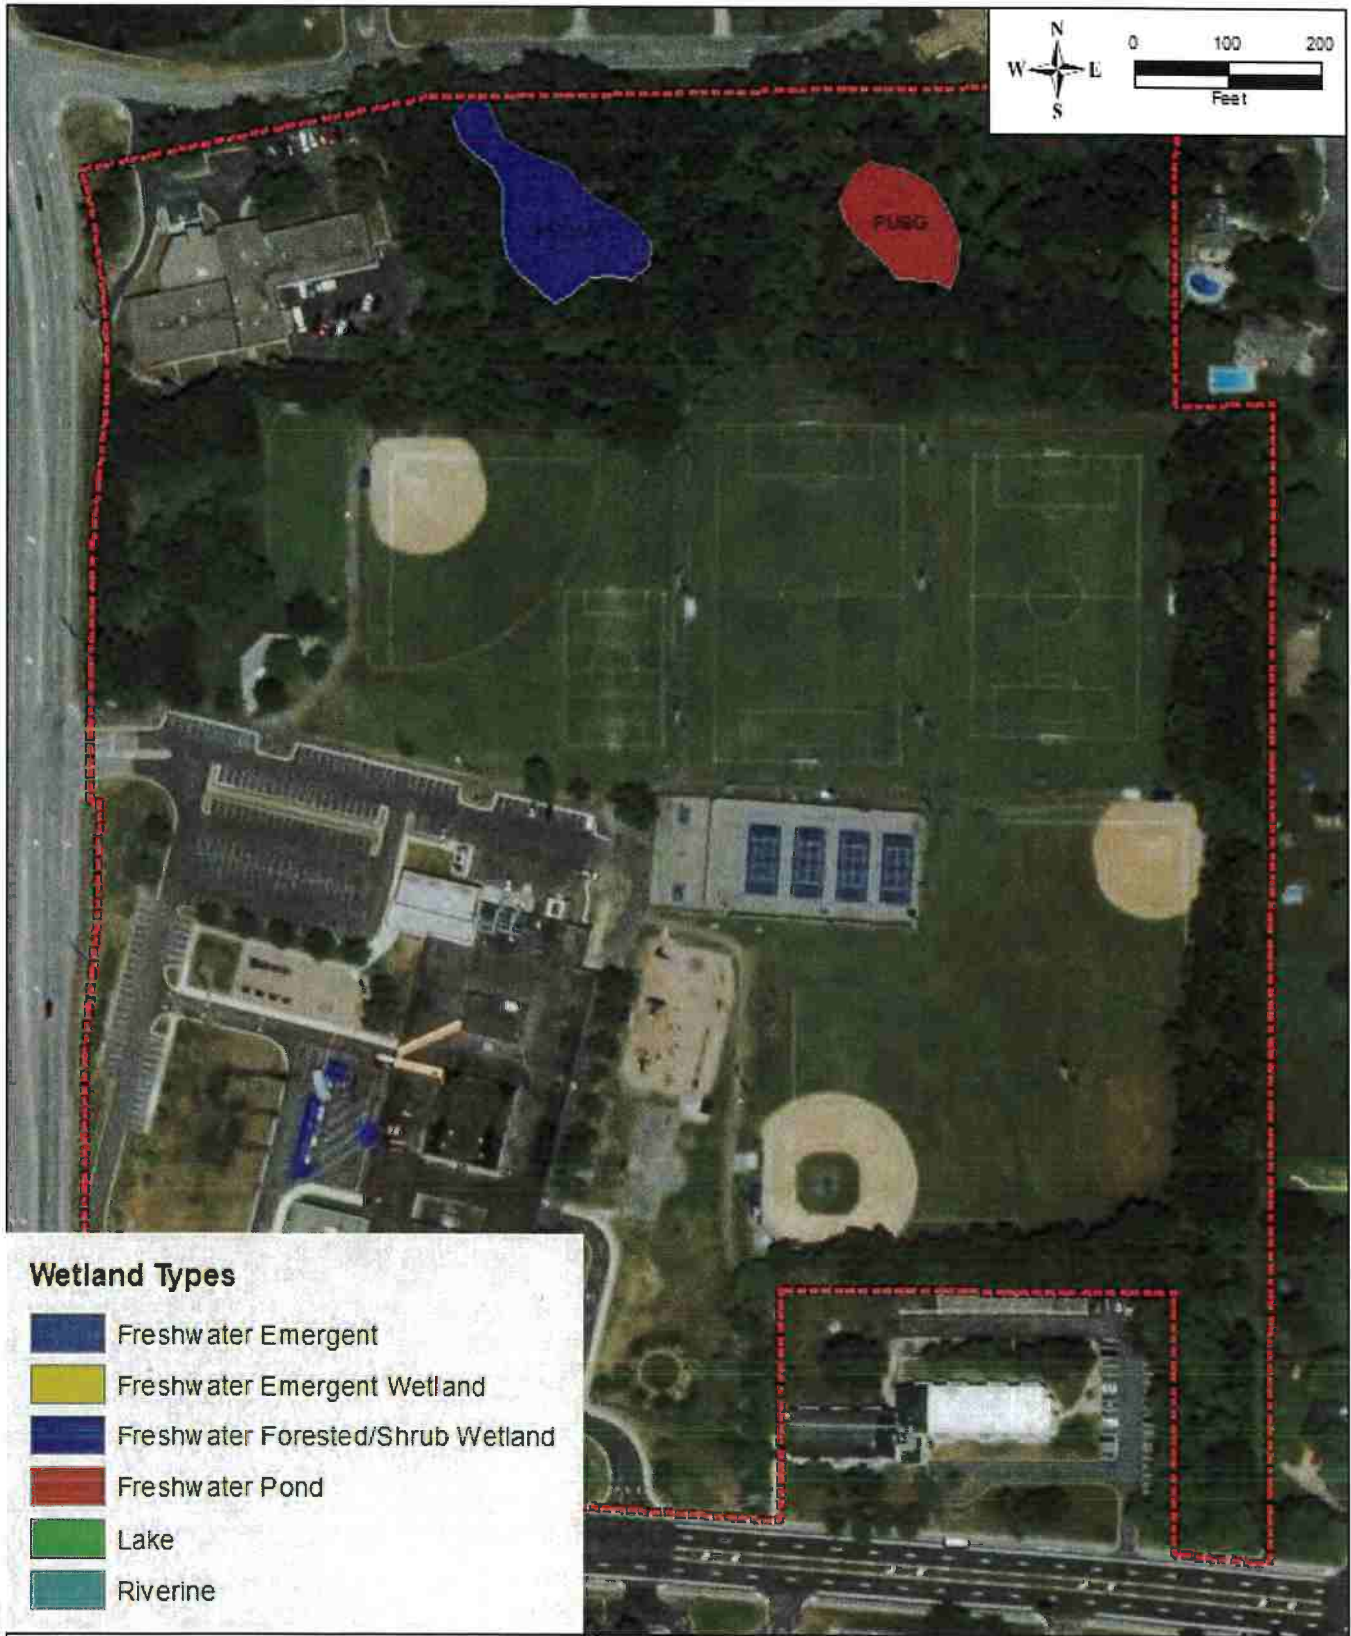 N
W E
S
0 100 200
Feet
PUBG
Wetland Types
Freshwater Emergent
Freshwater Emergent Wetland
Freshwater Forested/Shrub Wetland
Freshwater Pond
Lake
Riverine